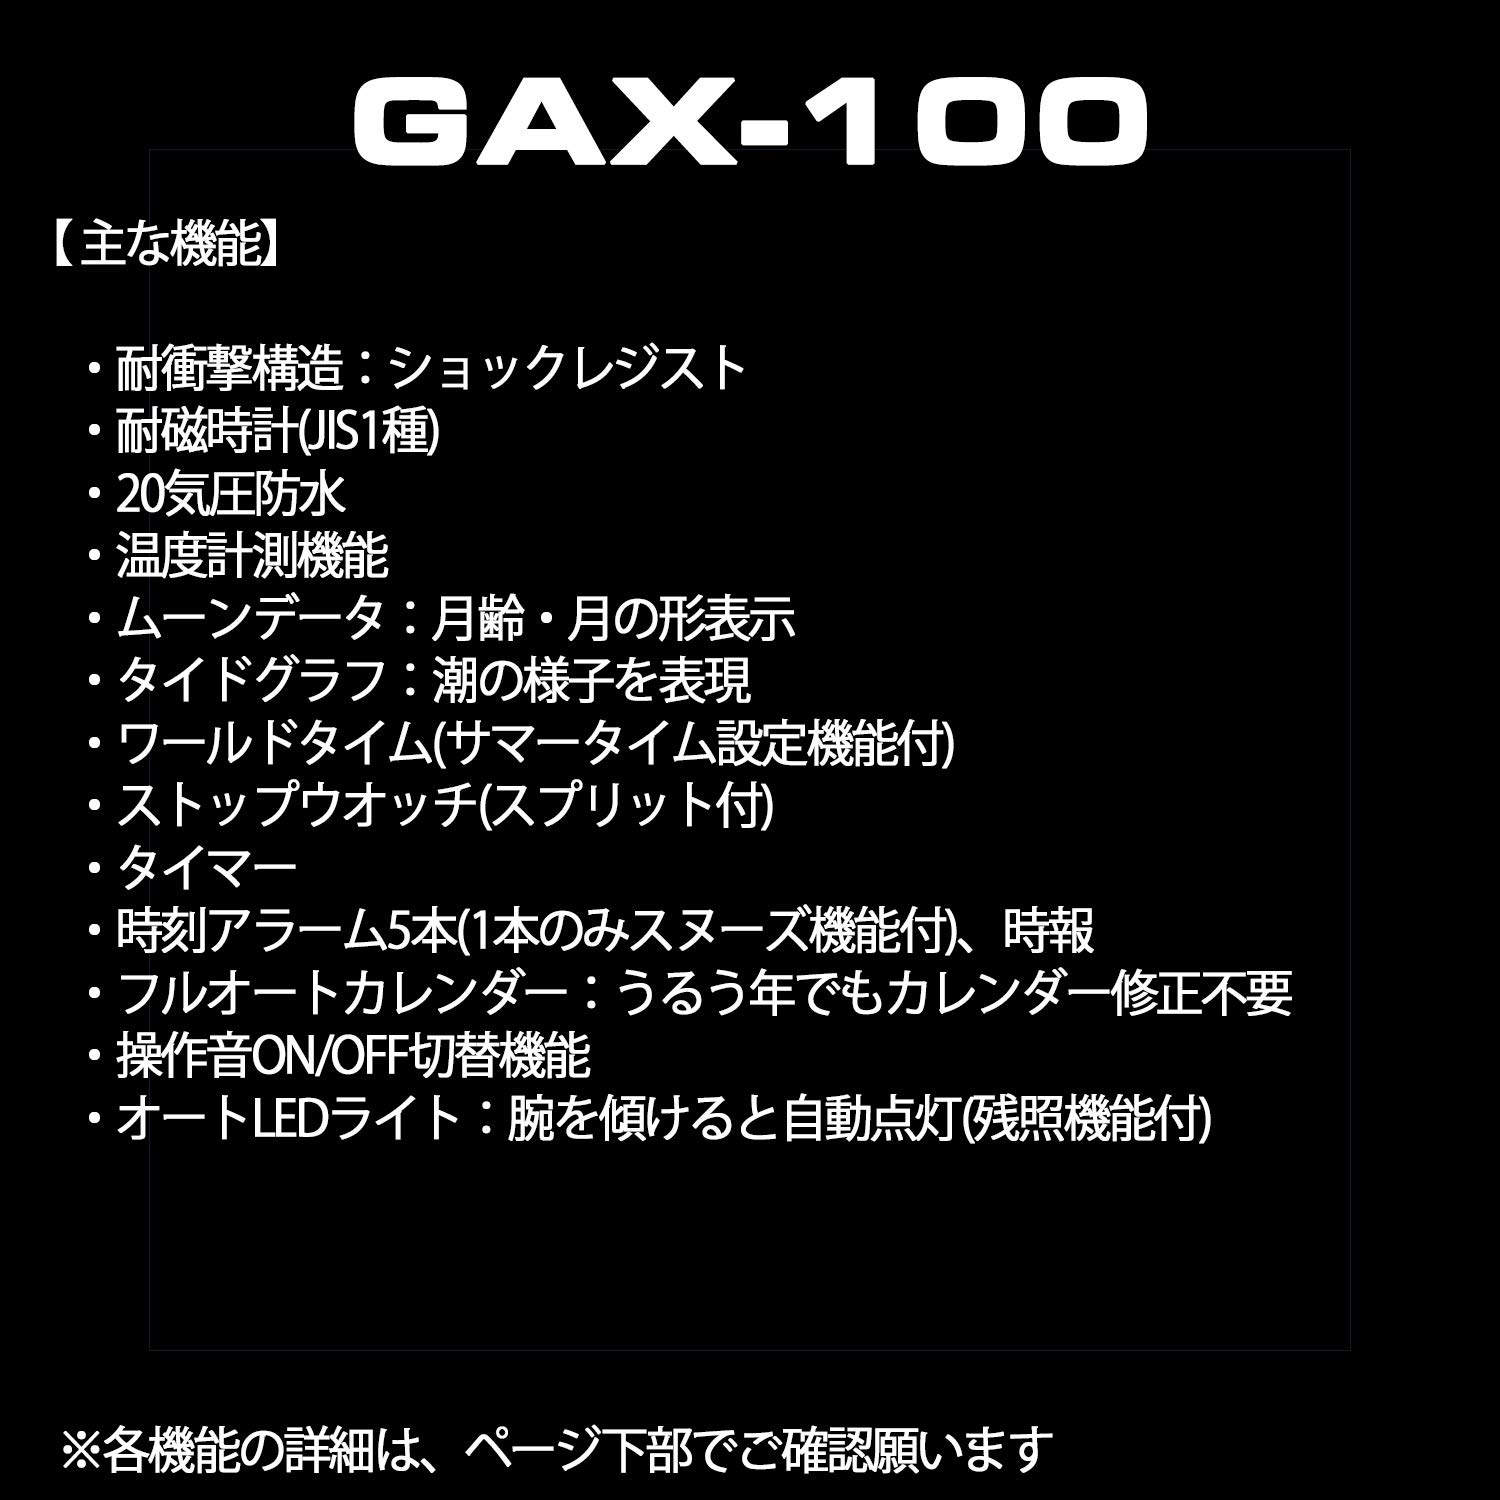 GAX-100
【主な機能】
・耐衝撃構造：ショックレジスト
・耐磁時計(JIS1種)
・20気圧防水
・温度計測機能
・ムーンデータ：月齢・月の形表示
・タイドグラフ：潮の様子を表現
・ワールドタイム(サマータイム設定機能付)
・ストップウオッチ(スプリット付)
・タイマー
・時刻アラーム5本(1本のみスヌーズ機能付)、時報
・フルオートカレンダー：うるう年でもカレンダー修正不要
・操作音ON/OFF切替機能
・オートLEDライト：腕を傾けると自動点灯(残照機能付)
※各機能の詳細は、ページ下部でご確認願います